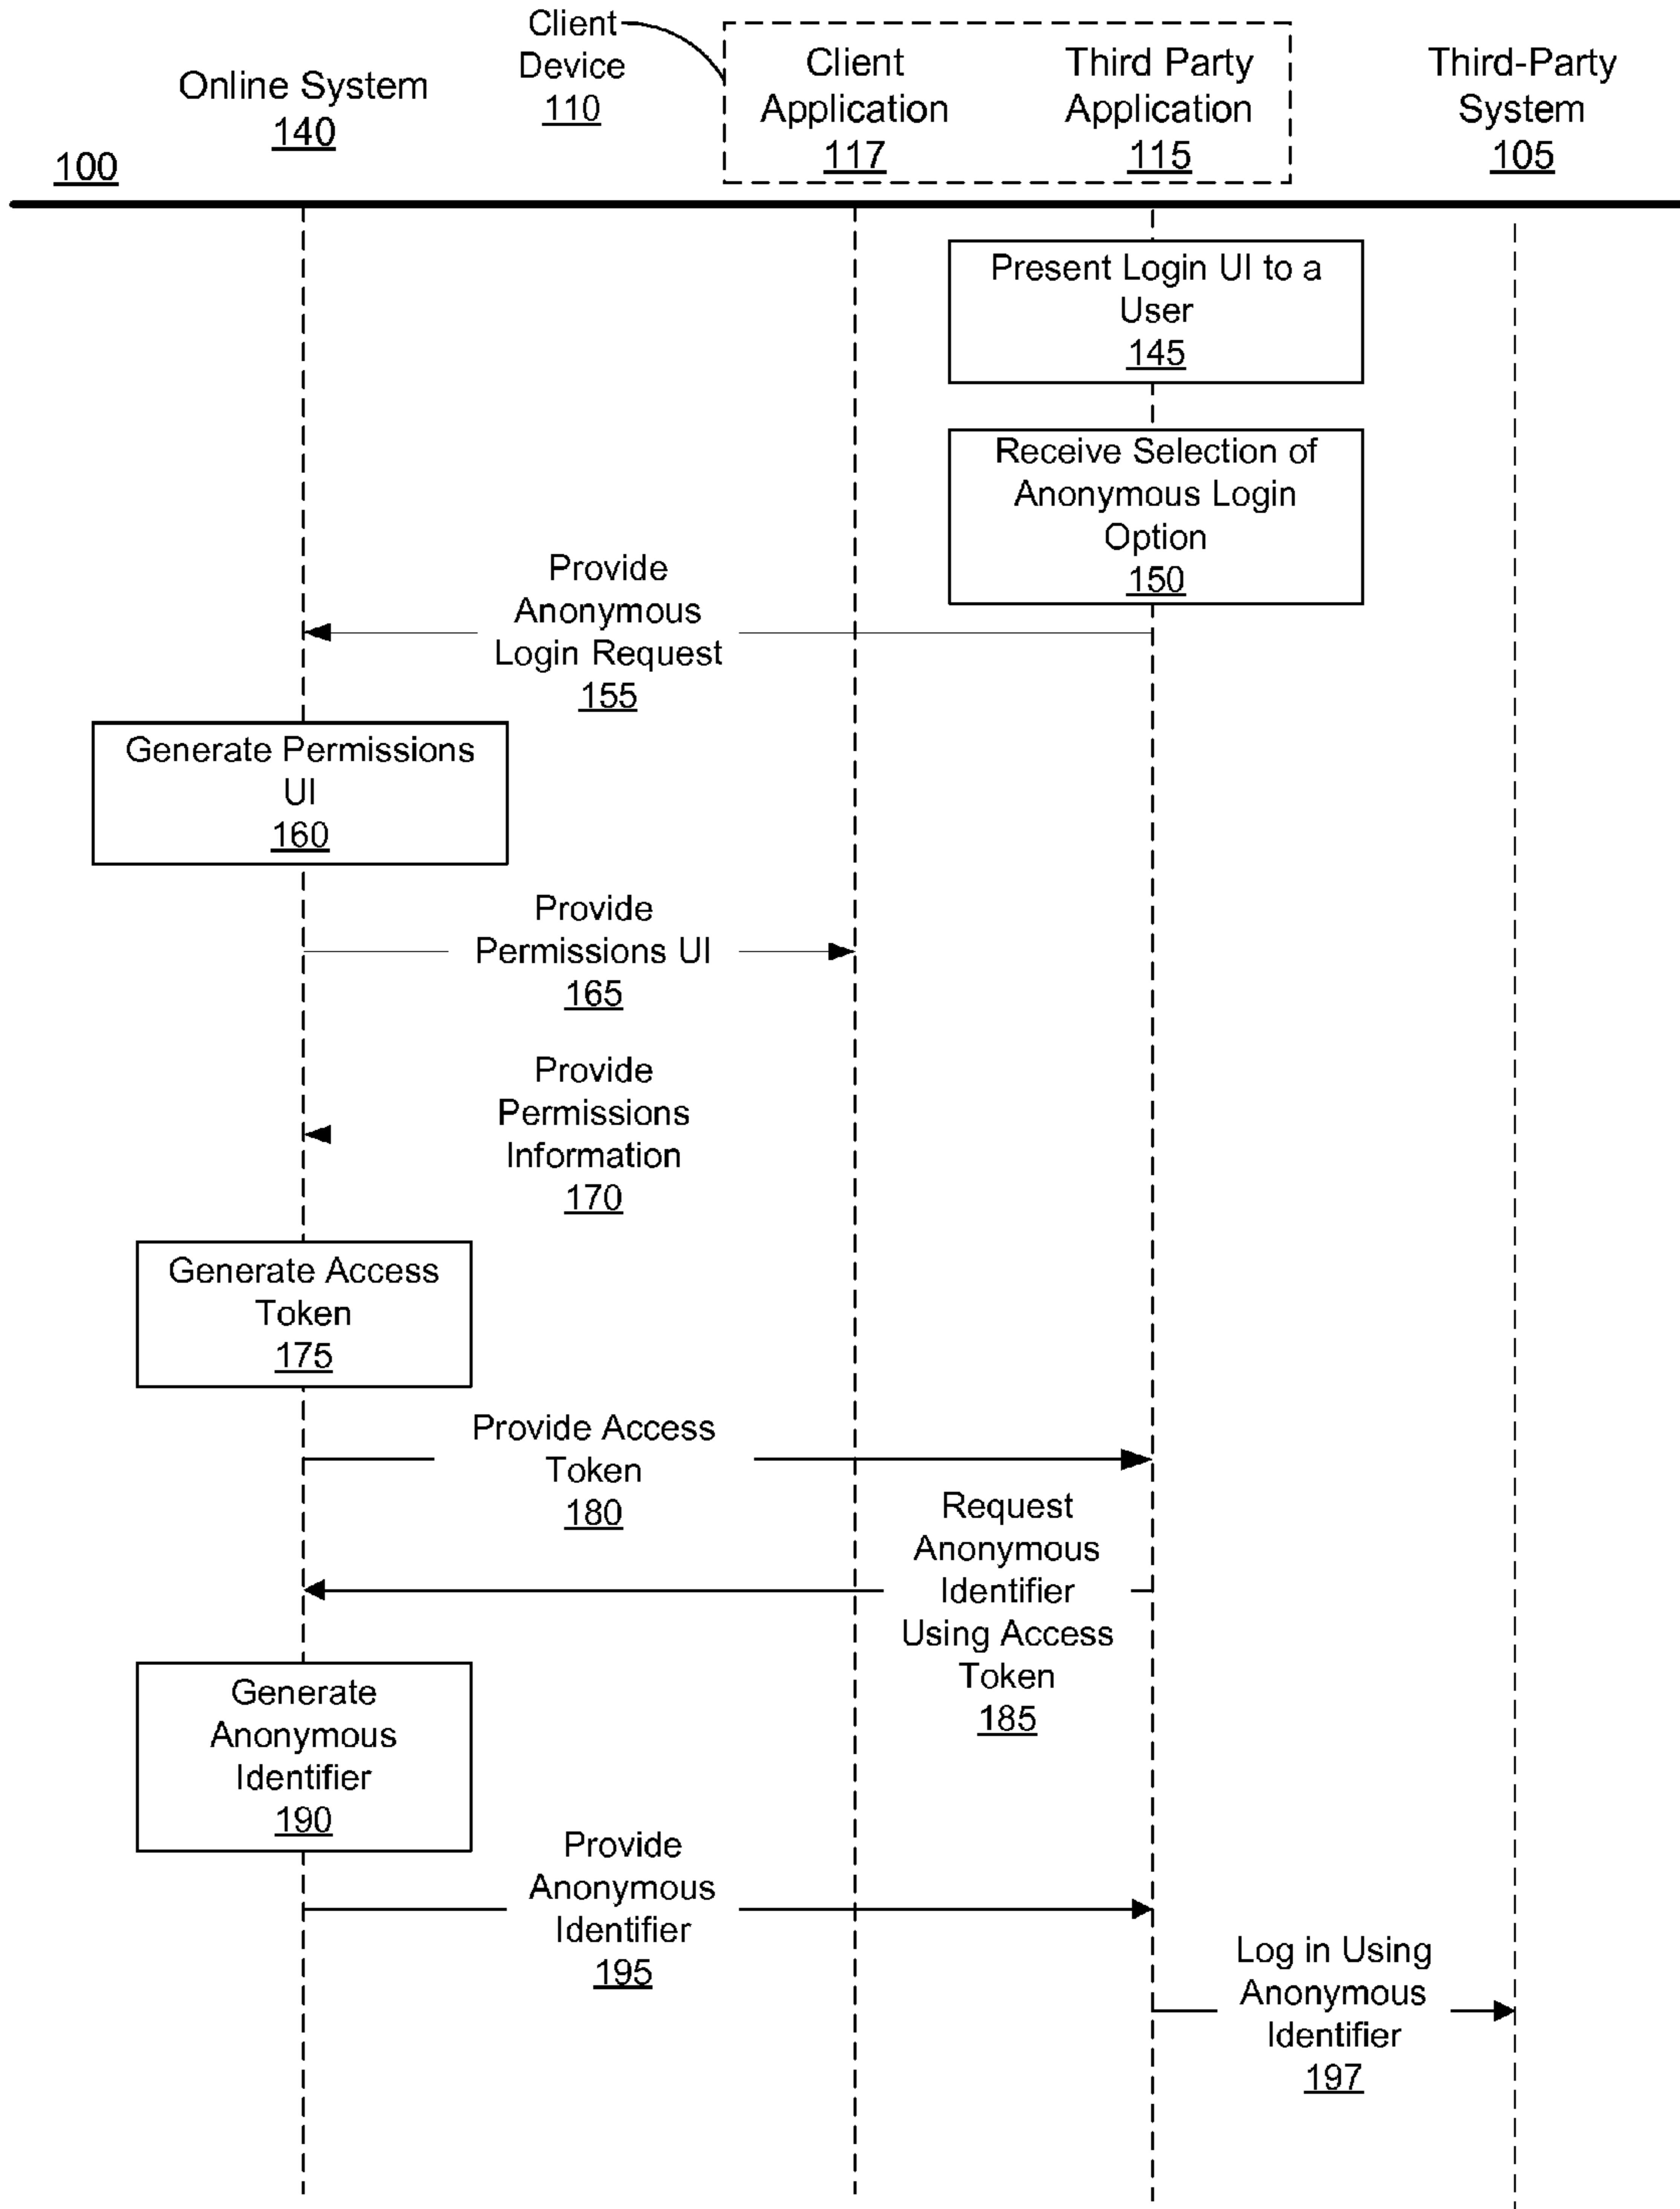 Client
Device
110
Online System
140
Client
Application
117
Third Party
Application
115
Third-Party
System
105
100
Present Login UI to a
User
145
Receive Selection of
Anonymous Login
Option
150
Provide
Anonymous
Login Request
155
Generate Permissions
UI
160
Provide
Permissions UI
165
Provide
Permissions
Information
170
Generate Access
Token
175
Provide Access
Token
180
Request
Anonymous
Identifier
Using Access
Token
185
Generate
Anonymous
Identifier
190
Provide
Anonymous
Identifier
195
Log in Using
Anonymous
Identifier
197